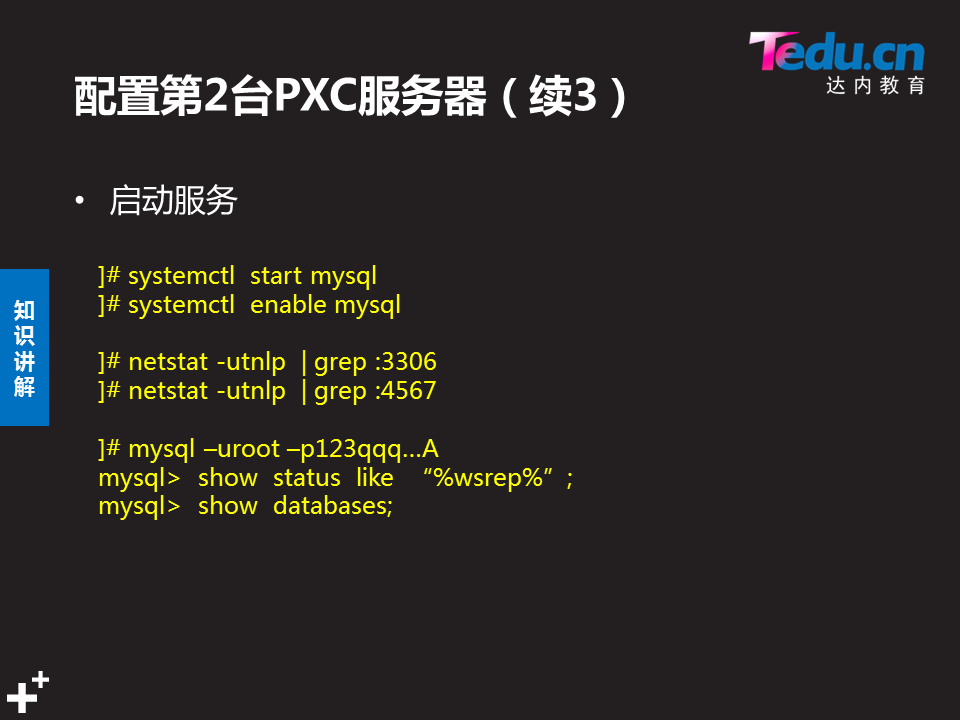 Tedu.cn
达内教育
配置第2台PXC服务器（续3）
• 启动服务
]# systemctl  start mysql
]# systemctl  enable mysql
]# netstat -utnlp  | grep :3306
]# netstat -utnlp  | grep :4567
]# mysql –uroot –p123qqq…A
mysql>  show  status  like  “%wsrep%” ;
mysql>  show  databases;
知识讲解